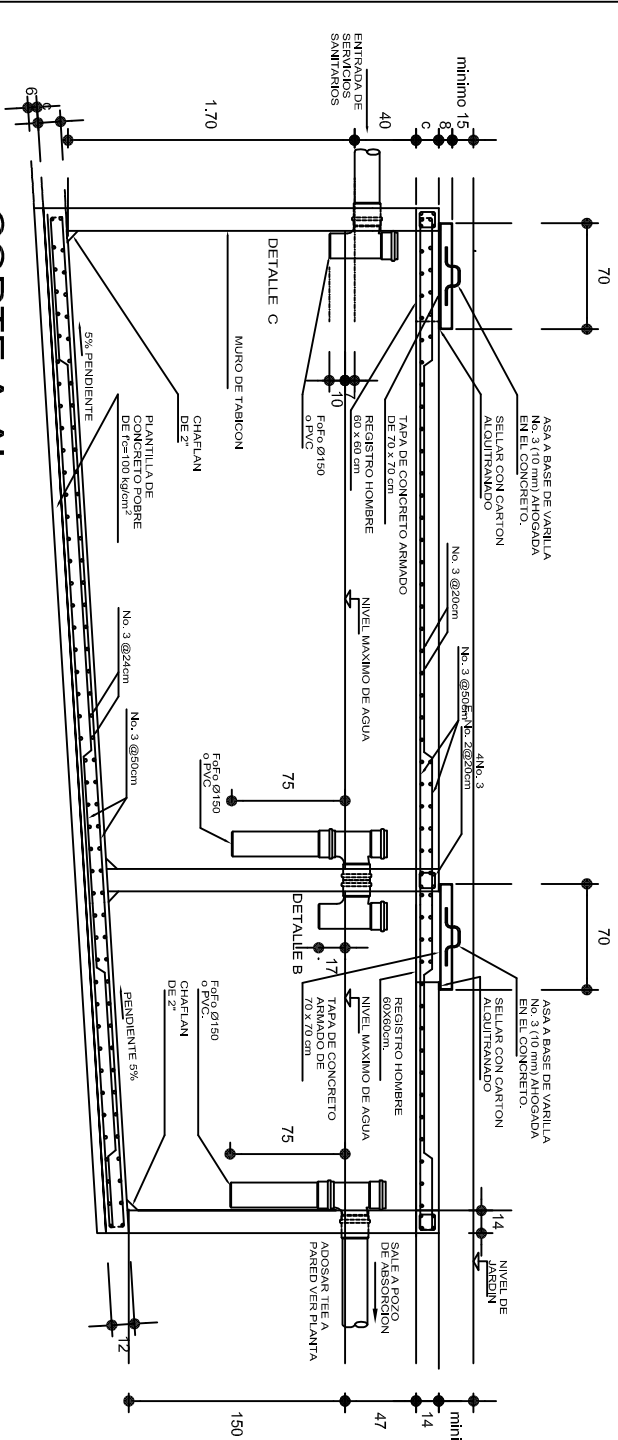 70
70
minimo 15
8
c
40
1.70
c
6
ENTRADA DE
SERVICIOS
SANITARIOS
ASA A BASE DE VARILLA
No. 3 (10 mm) AHOGADA
EN EL CONCRETO.
SELLAR CON CARTON
ALQUITRANADO
TAPA DE CONCRETO ARMADO
DE 70 x 70 cm
REGISTRO HOMBRE
60 x 60 cm
7
10
FoFo Ø150
o PVC
DETALLE C
MURO DE TABICON
CHAFLAN
DE 2"
5% PENDIENTE
PLANTILLA DE
CONCRETO POBRE
DE f'c=100 kg/cm²
No. 3 @20cm
No. 3 @50cm
4No. 3
E No. 2@20cm
NIVEL MAXIMO DE AGUA
75
FoFo Ø150
o PVC
No. 3 @24cm
No. 3 @50cm
ASA A BASE DE VARILLA
No. 3 (10 mm) AHOGADA
EN EL CONCRETO.
SELLAR CON CARTON
ALQUITRANADO
REGISTRO HOMBRE
60X60cm.
NIVEL MAXIMO DE AGUA
TAPA DE CONCRETO
ARMADO DE
70 x 70 cm
17
DETALLE B
75
FoFo Ø150
o PVC.
CHAFLAN
DE 2"
PENDIENTE 5%
14
NIVEL DE
JARDIN
SALE A POZO
DE ABSORCION
ADOSAR TEE A
PARED VER PLANTA
12
mini
14
47
150